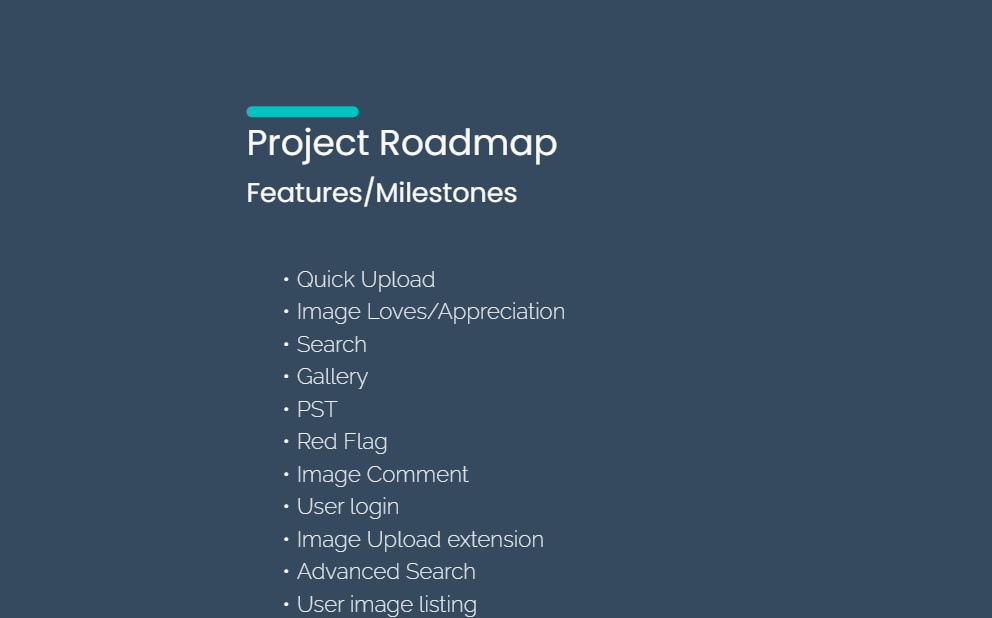 Project Roadmap
Features/Milestones
• Quick Upload
• Image Loves/Appreciation
• Search
• Gallery
• PST
• Red Flag
• Image Comment
• User login
• Image Upload extension
• Advanced Search
• User image listing